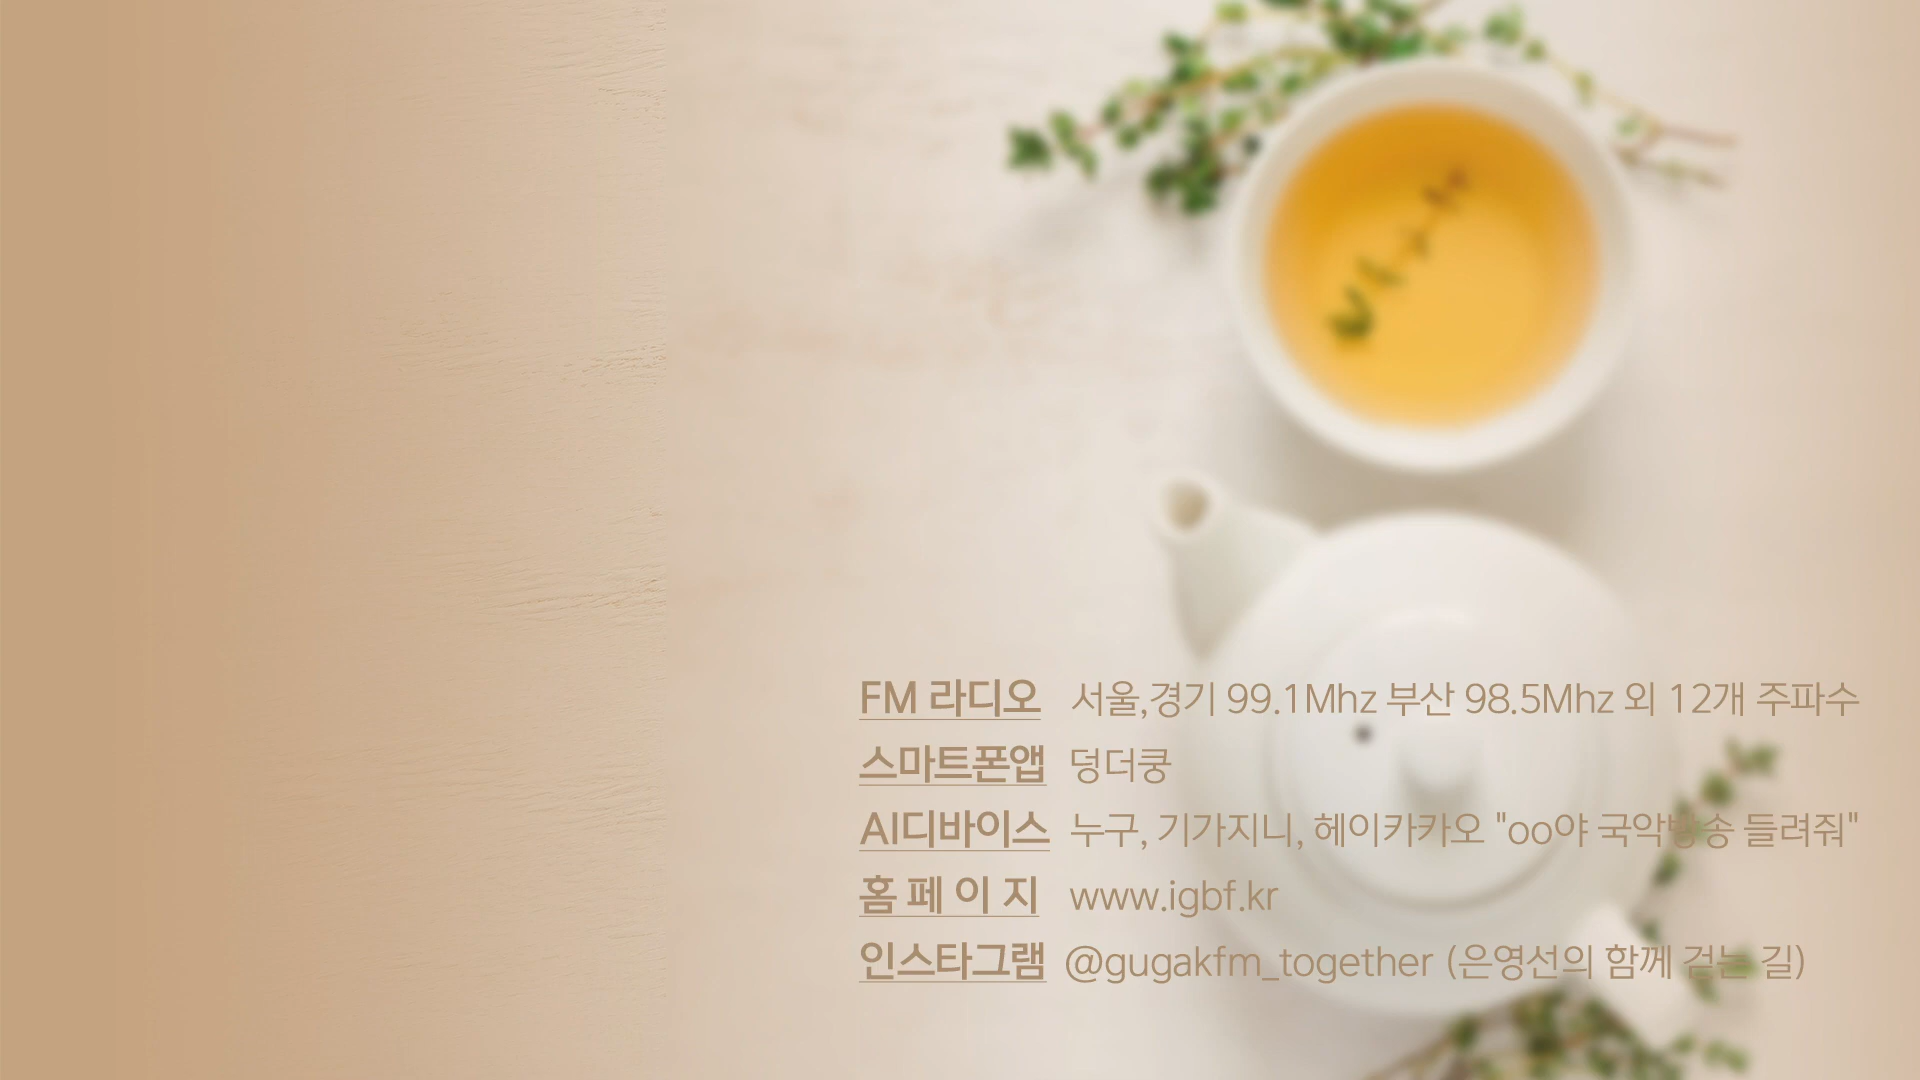 FM 라디오 서울,경기 99.1Mhz 부산 98.5Mhz 외 12개 주파수
스마트폰앱 덩더쿵
AI디바이스 누구, 기가지니, 헤이카카오 "oo야 국악방송 들려줘"
홈 페 이 지 www.igbf.kr
인스타그램 @gugakfm_together (은영선의 함께 걷는 길)